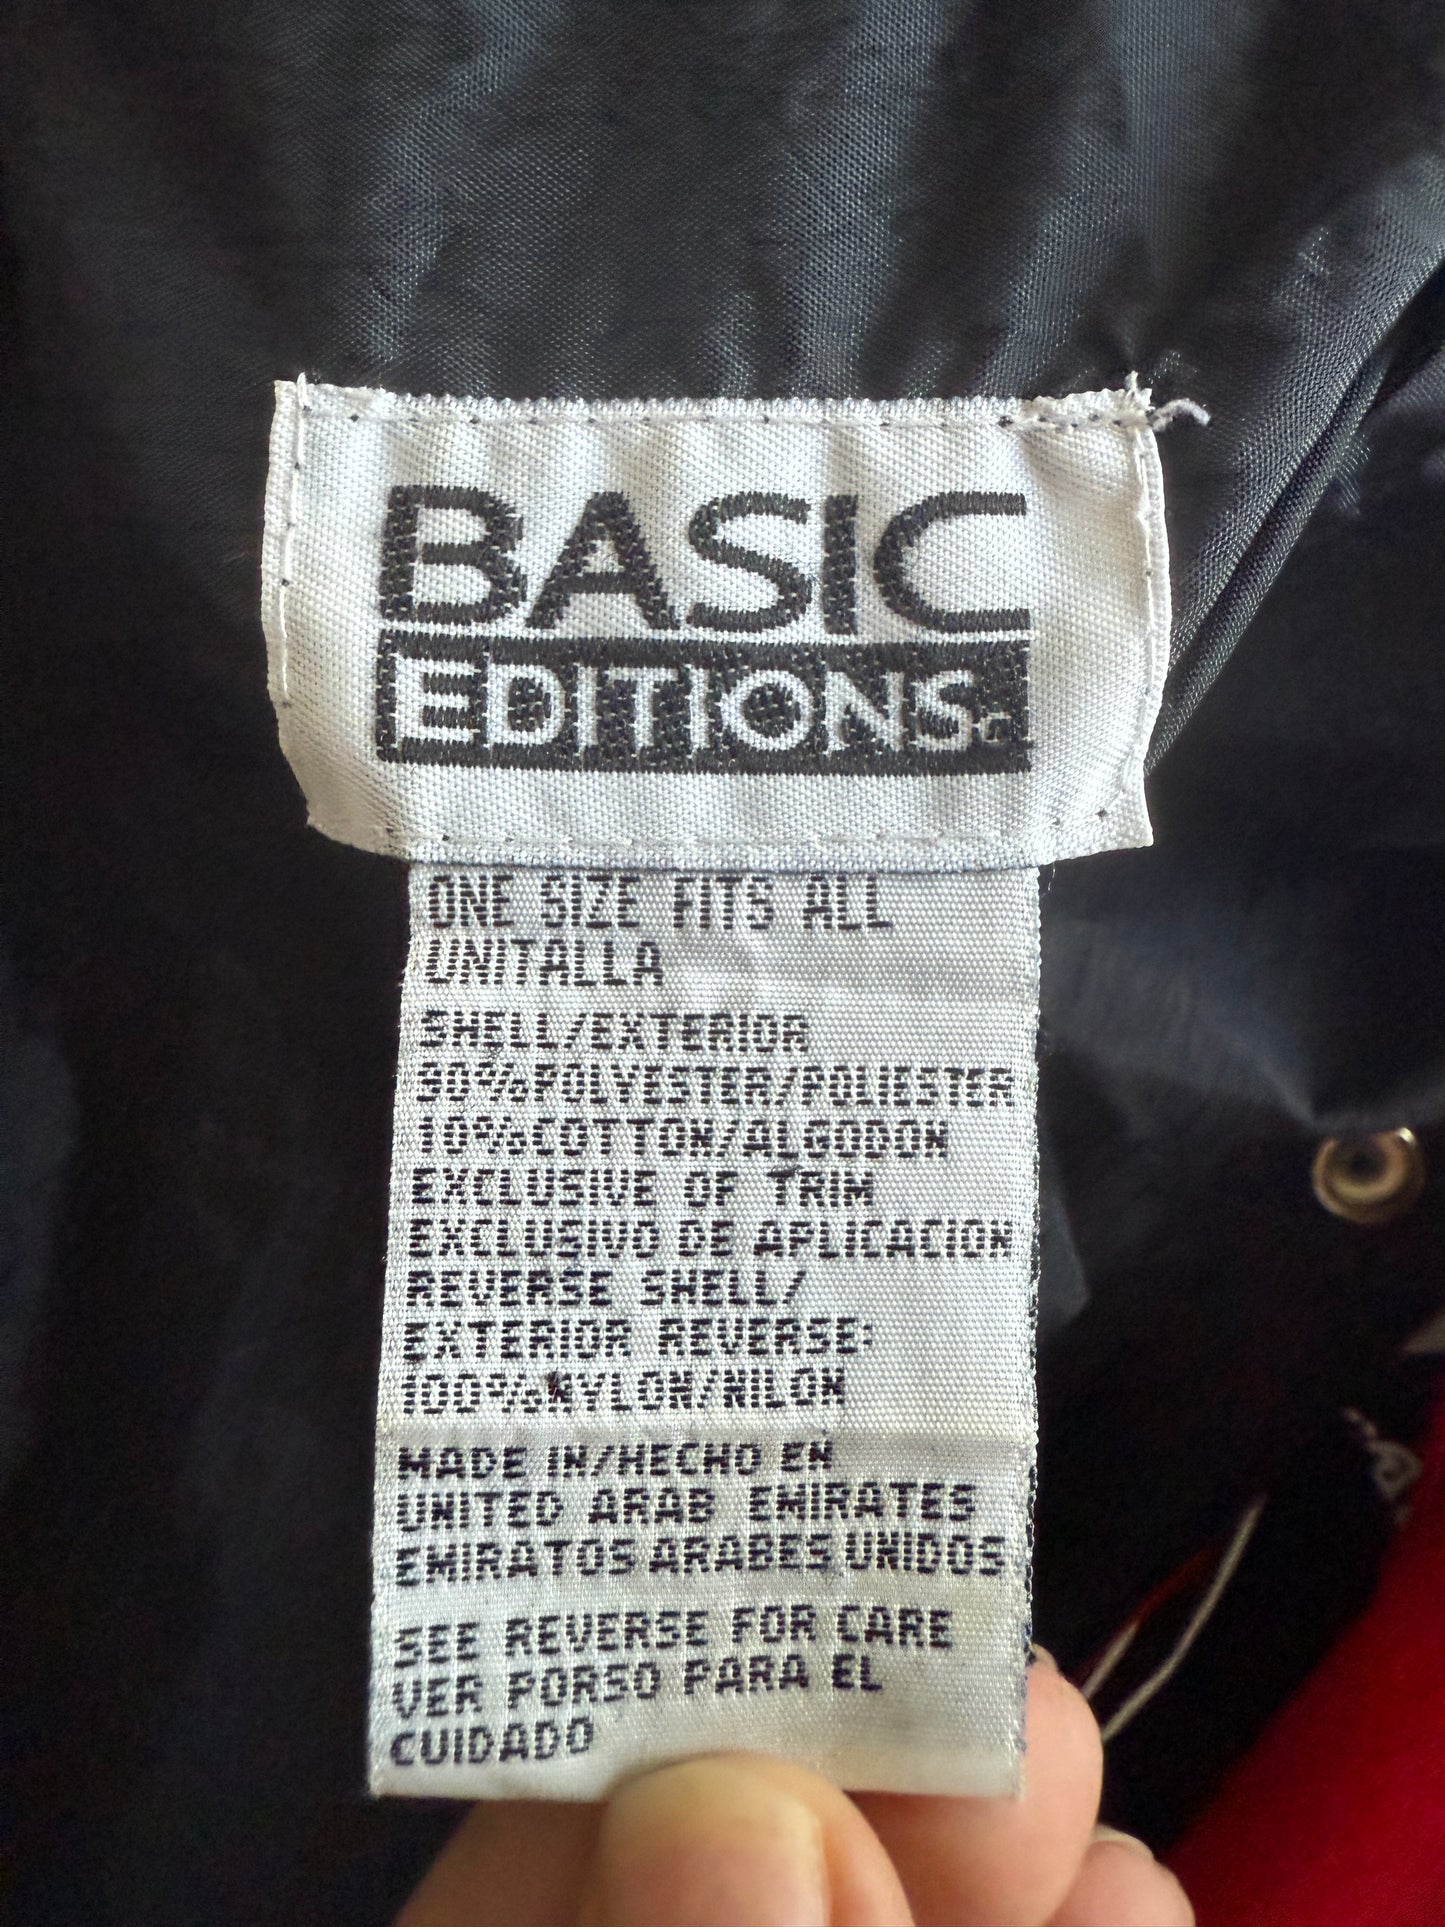 BASIC
EDITIONS
ONE SIZE FITS ALL
UNITALLA
SHELL/EXTERIOR
90%POLYESTER/POLIESTER
10%COTTON/ALGODON
EXCLUSIVE OF TRIM
EXCLUSIVO DE APLICACION
REVERSE SHELL/
EXTERIOR REVERSE:
100%NYLON/NILON
MADE IN/HECHO EN
UNITED ARAB EMIRATES
EMIRATOS ARABES UNIDOS
SEE REVERSE FOR CARE
VER PORSO PARA EL
CUIDADO